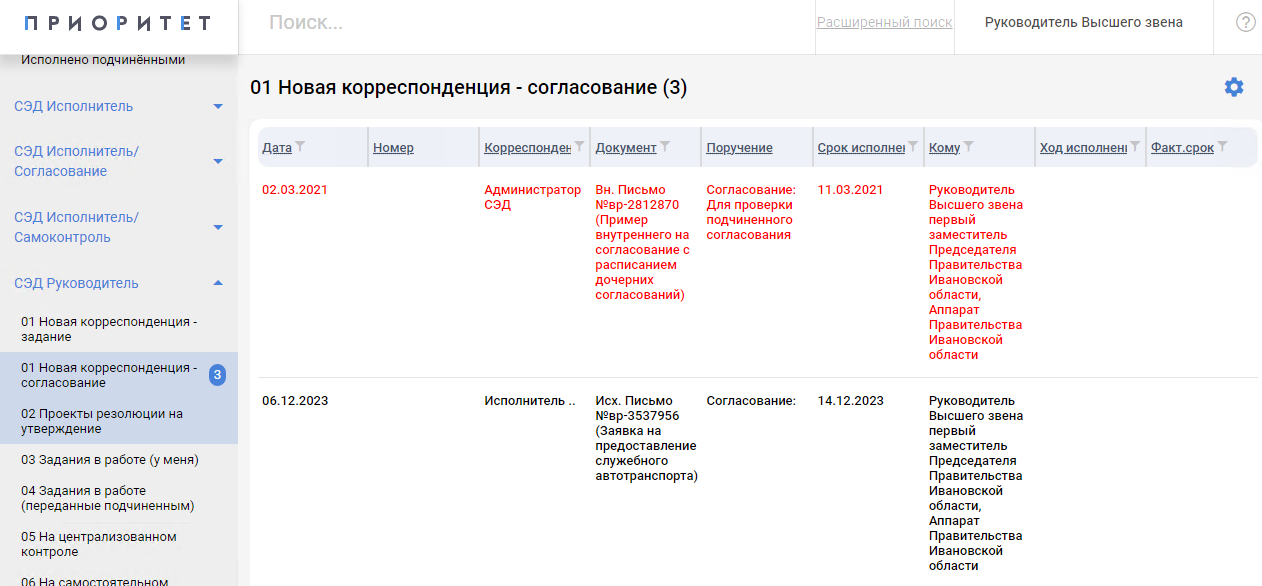 ПРИОРИТЕТ
Поиск...
Расширенный поиск
Руководитель Высшего звена
?
Исполнено подчинёнными
СЭД Исполнитель
СЭД Исполнитель/
Согласование
СЭД Исполнитель/
Самоконтроль
СЭД Руководитель
01 Новая корреспонденция -
задание
01 Новая корреспонденция -
согласование
3
02 Проекты резолюции на
утверждение
03 Задания в работе (у меня)
04 Задания в работе
(переданные подчиненным)
05 На централизованном
контроле
06 На самостоятельном
01 Новая корреспонденция - согласование (3)
Дата
Номер
Корреспонден
Документ
Поручение
Срок исполнен
Кому
Ход исполнени
Факт.срок
02.03.2021
Администратор
СЭД
Вн. Письмо
№вр-2812870
(Пример
внутреннего на
согласование с
расписанием
дочерних
согласований)
Согласование:
Для проверки
подчиненного
согласования
11.03.2021
Руководитель
Высшего звена
первый
заместитель
Председателя
Правительства
Ивановской
области,
Аппарат
Правительства
Ивановской
области
06.12.2023
Исполнитель ..
Исх. Письмо
№вр-3537956
(Заявка на
предоставление
служебного
автотранспорта)
Согласование:
14.12.2023
Руководитель
Высшего звена
первый
заместитель
Председателя
Правительства
Ивановской
области,
Аппарат
Правительства
Ивановской
области